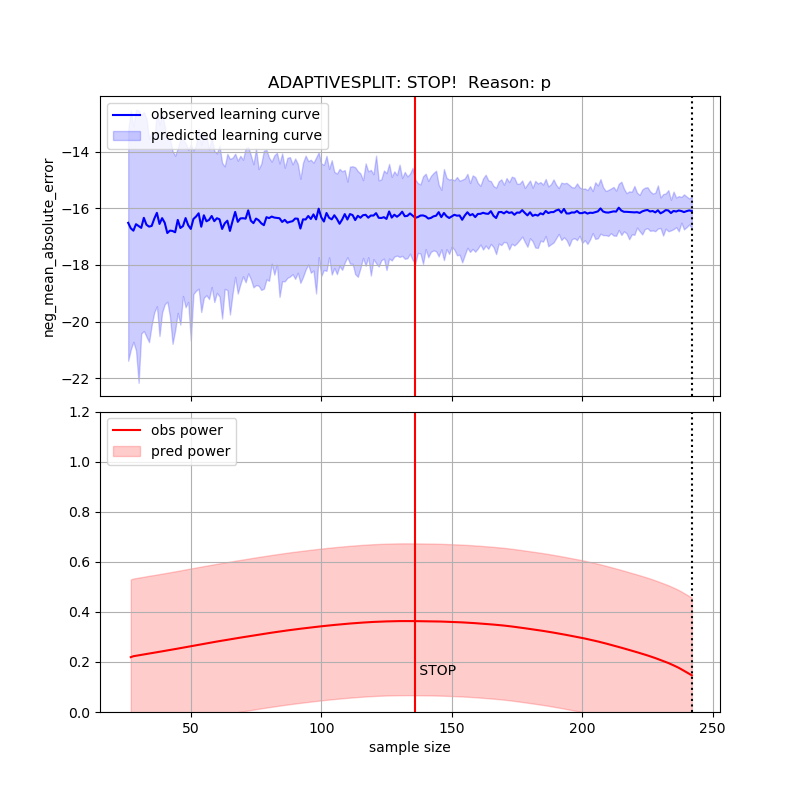 ADAPTIVESPLIT: STOP!  Reason: p
observed learning curve
predicted learning curve
neg_mean_absolute_error
−14
−16
−18
−20
−22
obs power
pred power
1.2
1.0
0.8
0.6
0.4
0.2
0.0
STOP
50
100
150
200
250
sample size